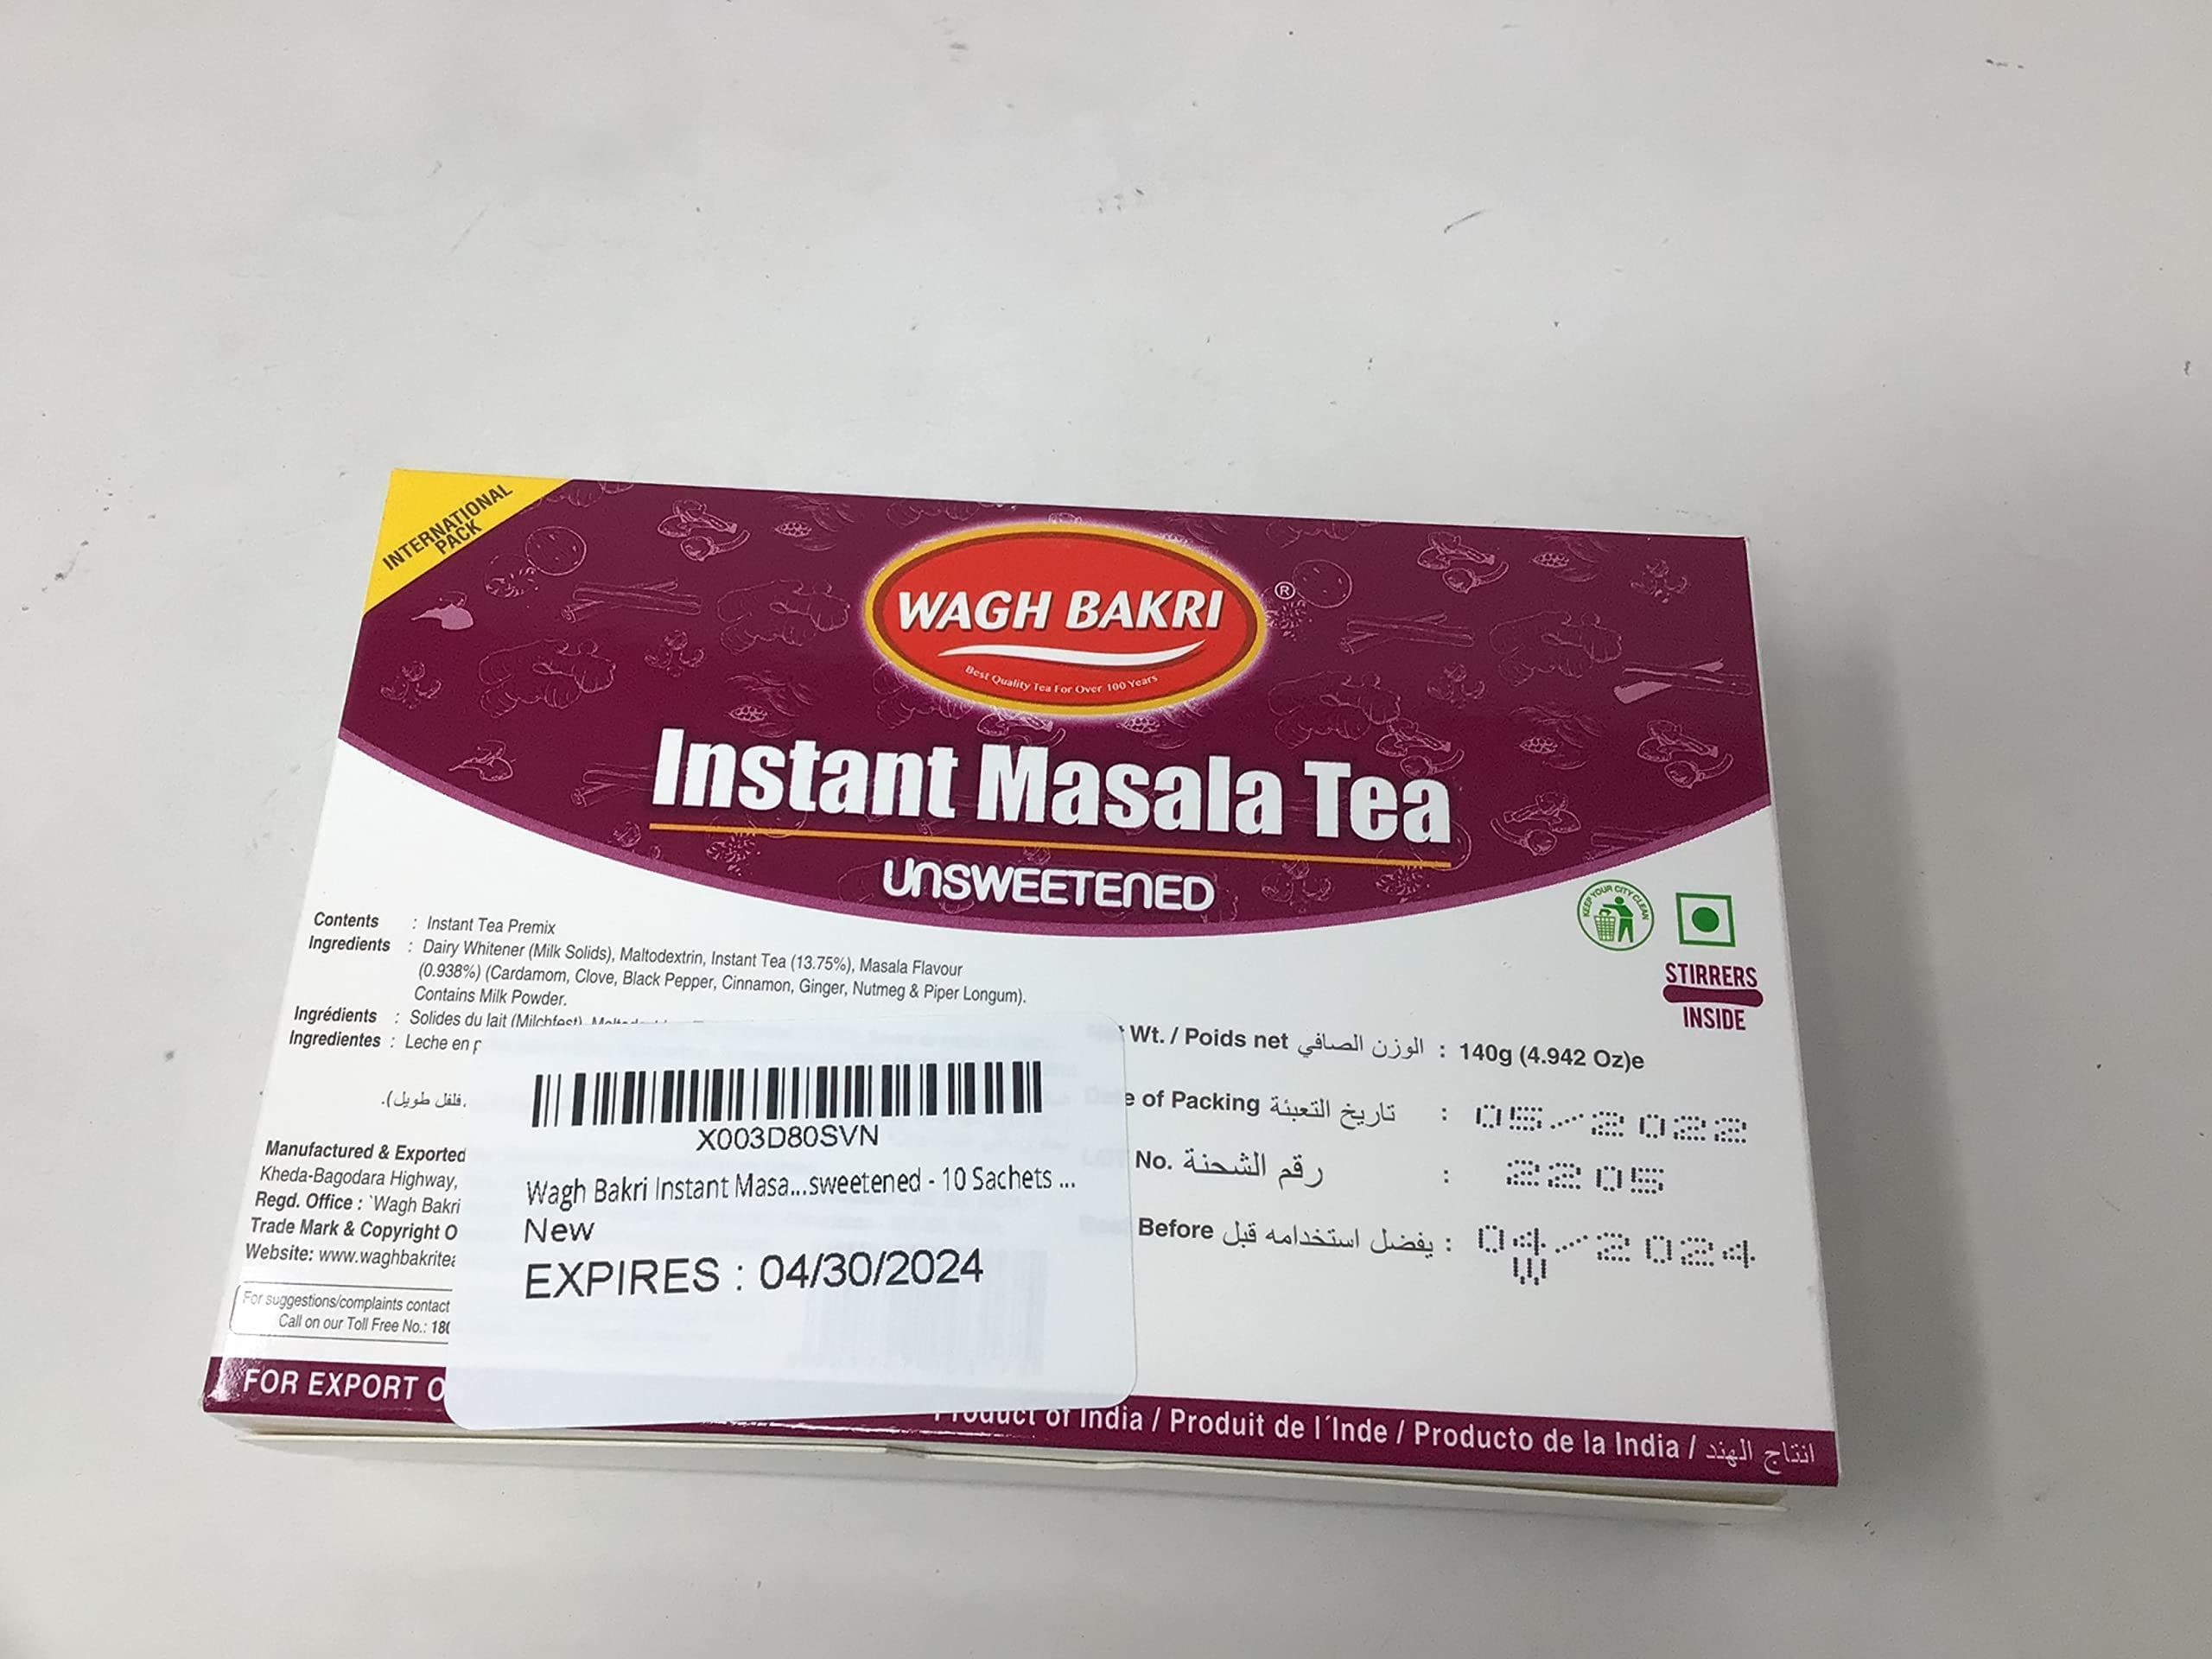 INTERNATIONAL
PACK
WAGH BAKRI
®
Best Quality Tea For Over 100 Years
Instant Masala Tea
UNSWEETENED
KEEP YOUR CITY CLEAN
STIRRERS
INSIDE
Contents : Instant Tea Premix
Ingredients : Dairy Whitener (Milk Solids), Maltodextrin, Instant Tea (13.75%), Masala Flavour
(0.938%) (Cardamom, Clove, Black Pepper, Cinnamon, Ginger, Nutmeg & Piper Longum).
Contains Milk Powder.
Ingrédients : Solides du lait (Milchfest),
Ingredientes : Leche en
فلفل طويل).
Manufactured & Exported
Kheda-Bagodara Highway,
Regd. Office : `Wagh Bakri
Trade Mark & Copyright O
Website: www.waghbakritea
For suggestions/complaints contact
Call on our Toll Free No.: 180
FOR EXPORT O
X003D80SVN
Wagh Bakri Instant Masa...sweetened - 10 Sachets ...
New
EXPIRES : 04/30/2024
Wt. / Poids net الوزن الصافي : 140g (4.942 Oz)e
e of Packing تاريخ التعبئة : 05/2022
No. رقم الشحنة : 2205
Before يفضل استخدامه قبل : 04/2024
W
Product of India / Produit de l´Inde / Producto de la India / انتاج الهند